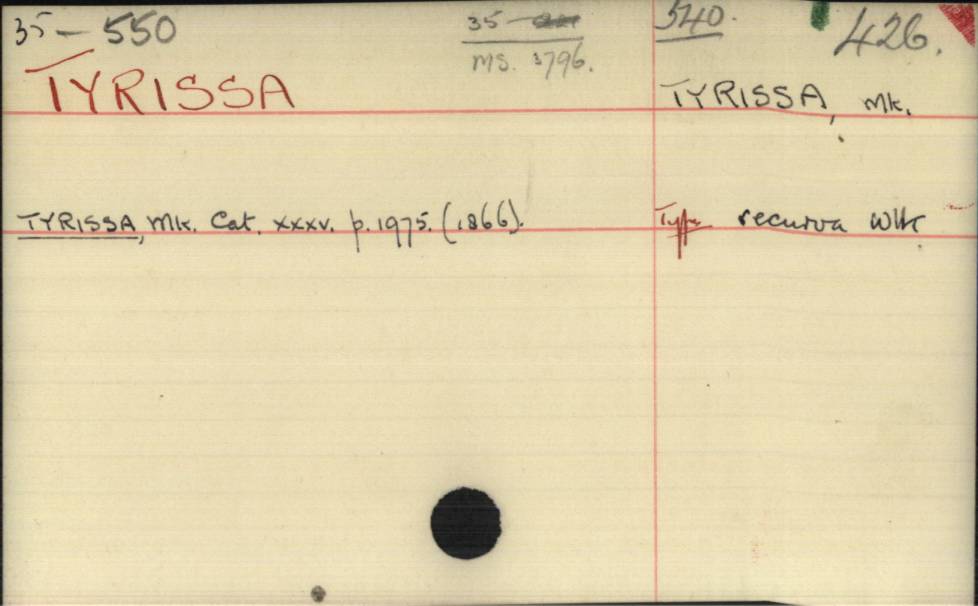 35 — 550
35 —
MS. 3796.
540.
426.
TYRISSA
TYRISSA, Mk.
TYRISSA, Mk. Cat. xxxv. p. 1975. (1866).
Type recurva Wlk